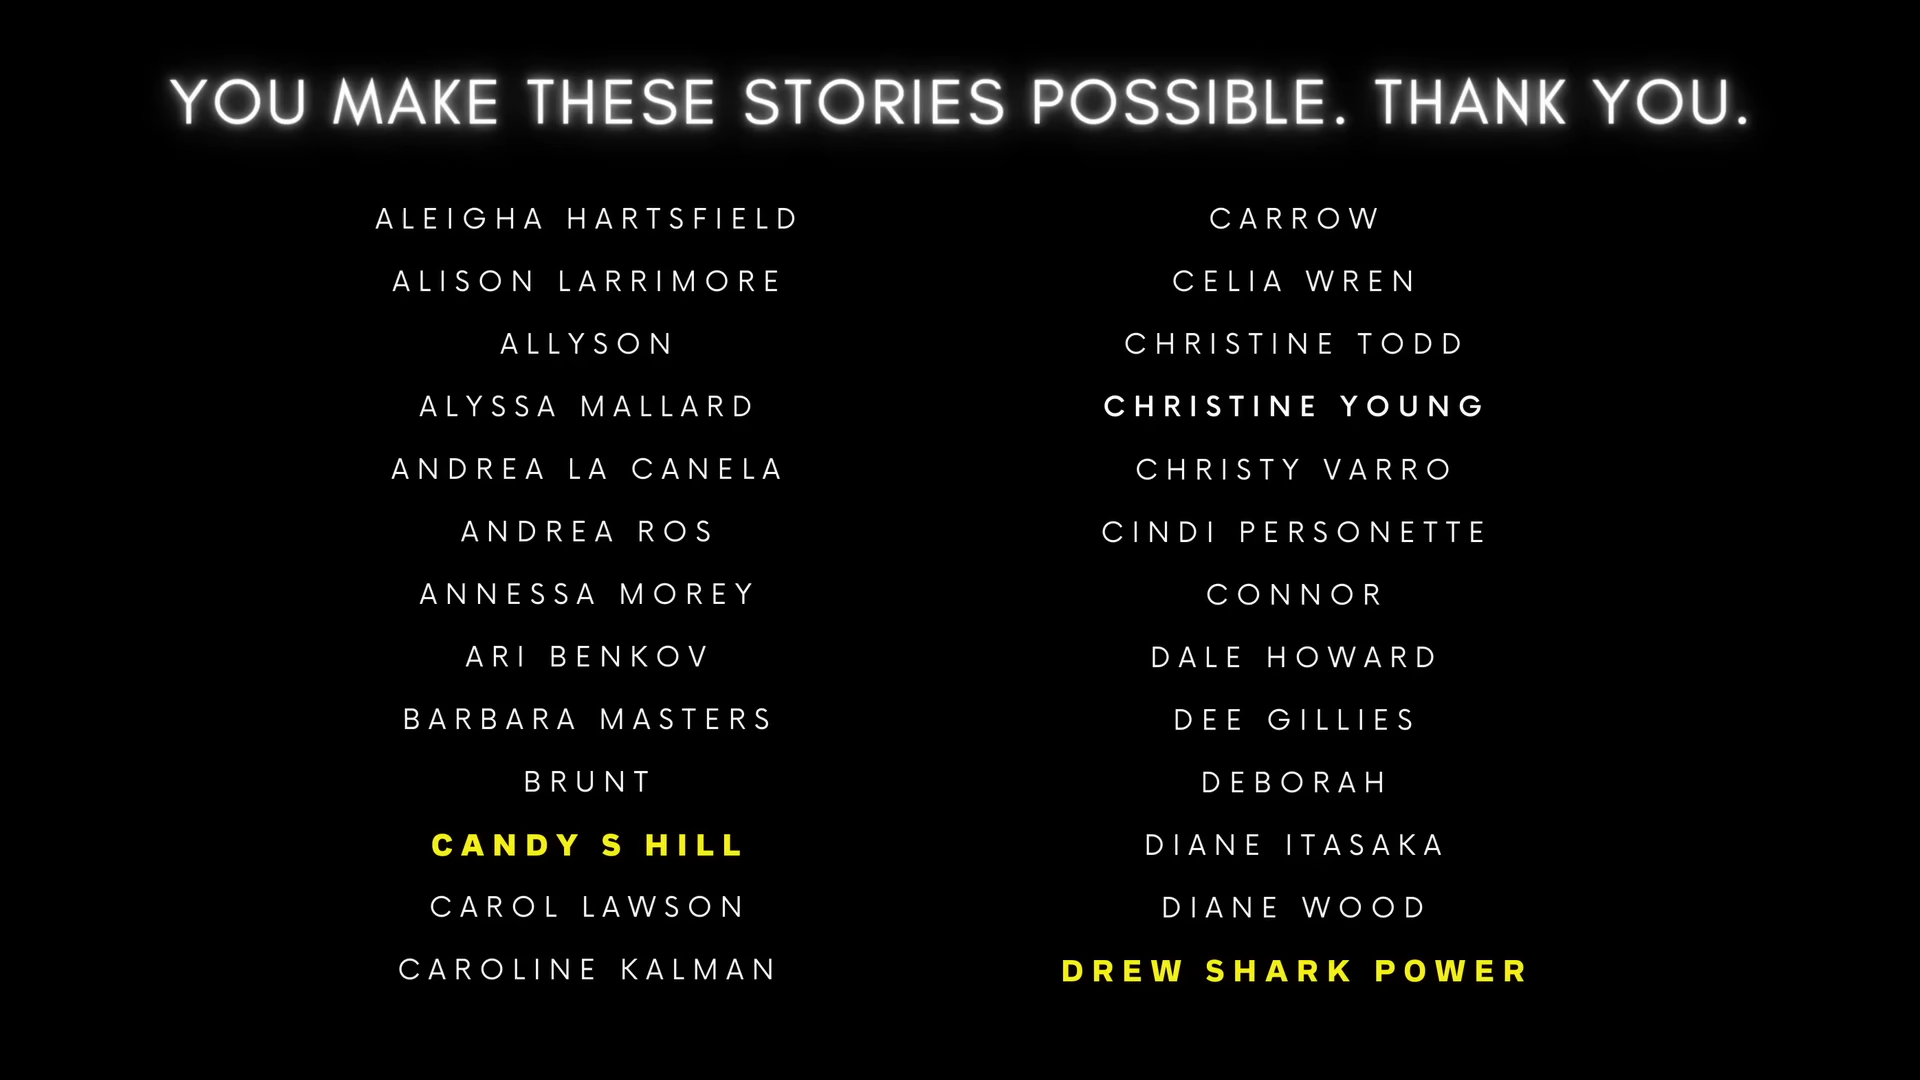 YOU MAKE THESE STORIES POSSIBLE. THANK YOU.
ALEIGHA HARTSFIELD
ALISON LARRIMORE
ALLYSON
ALYSSA MALLARD
ANDREA LA CANELA
ANDREA ROS
ANNESSA MOREY
ARI BENKOV
BARBARA MASTERS
BRUNT
CANDY S HILL
CAROL LAWSON
CAROLINE KALMAN
CARROW
CELIA WREN
CHRISTINE TODD
CHRISTINE YOUNG
CHRISTY VARRO
CINDI PERSONETTE
CONNOR
DALE HOWARD
DEE GILLIES
DEBORAH
DIANE ITASAKA
DIANE WOOD
DREW SHARK POWER